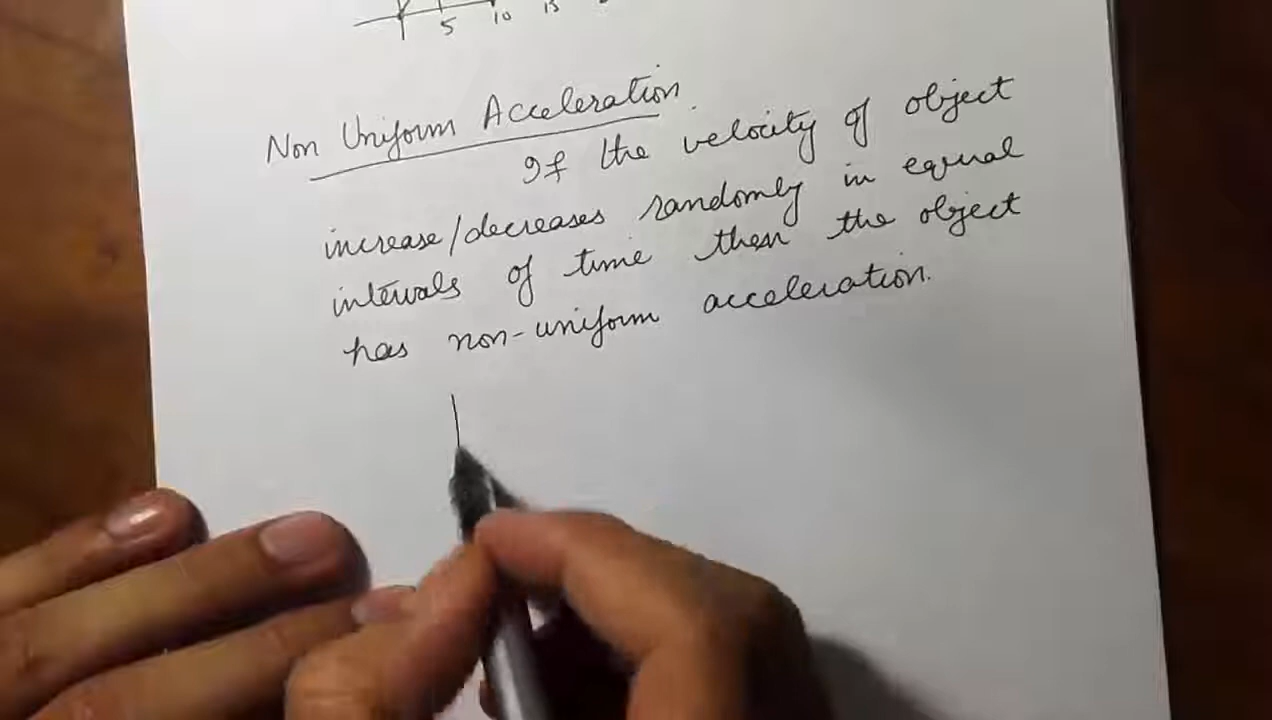 5 10 15
Non Uniform Acceleration
If the velocity of object
increase/decreases randomly in equal
intervals of time then the object
has non-uniform acceleration.